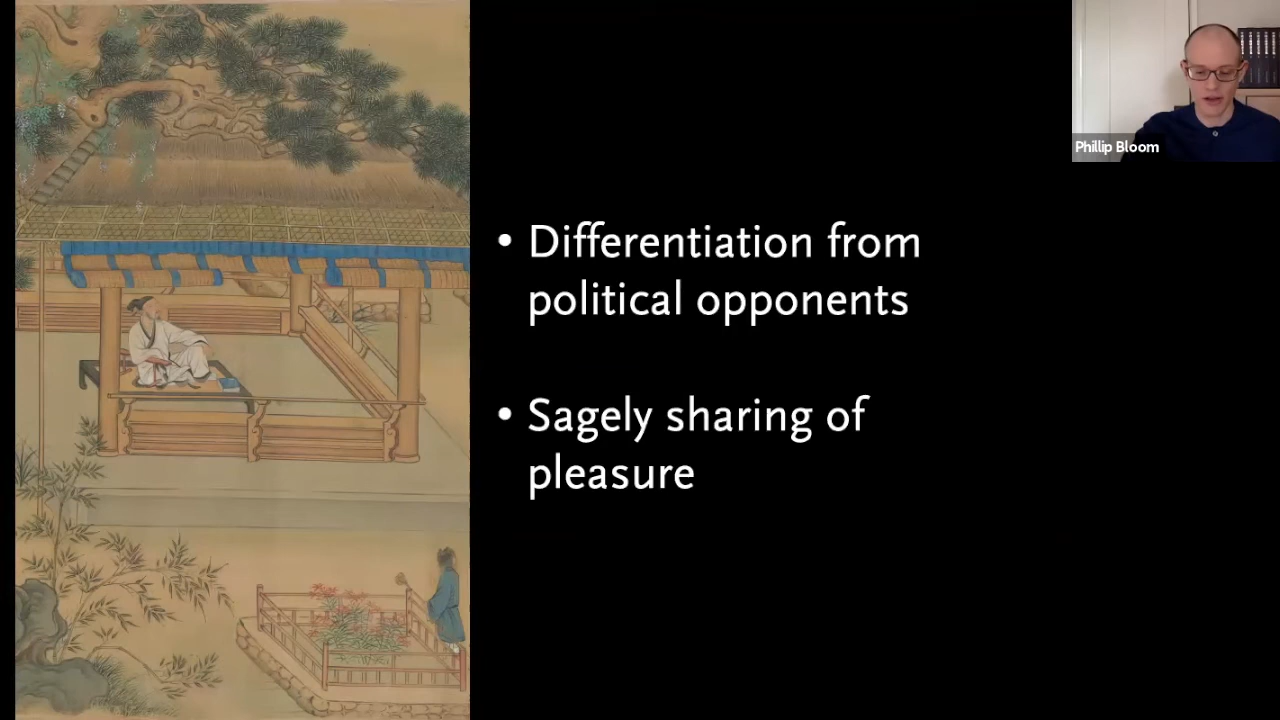 Phillip Bloom
• Differentiation from
political opponents
• Sagely sharing of
pleasure